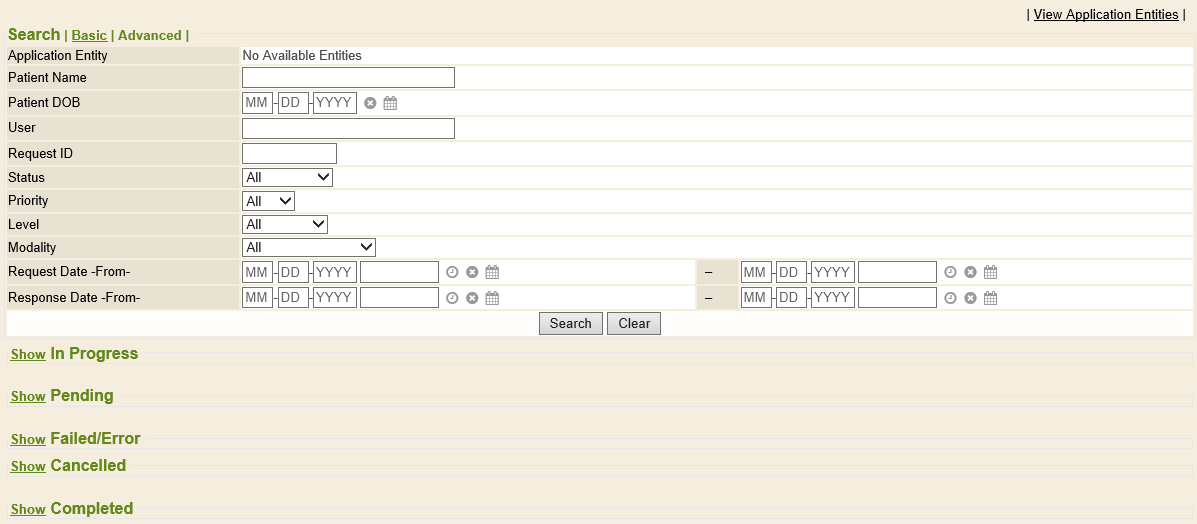 | View Application Entities |
Search | Basic | Advanced |
Application Entity No Available Entities
Patient Name
Patient DOB MM - DD - YYYY
User
Request ID
Status All
Priority All
Level All
Modality All
Request Date -From- MM - DD - YYYY – MM - DD - YYYY
Response Date -From- MM - DD - YYYY – MM - DD - YYYY
Search Clear
Show In Progress
Show Pending
Show Failed/Error
Show Cancelled
Show Completed